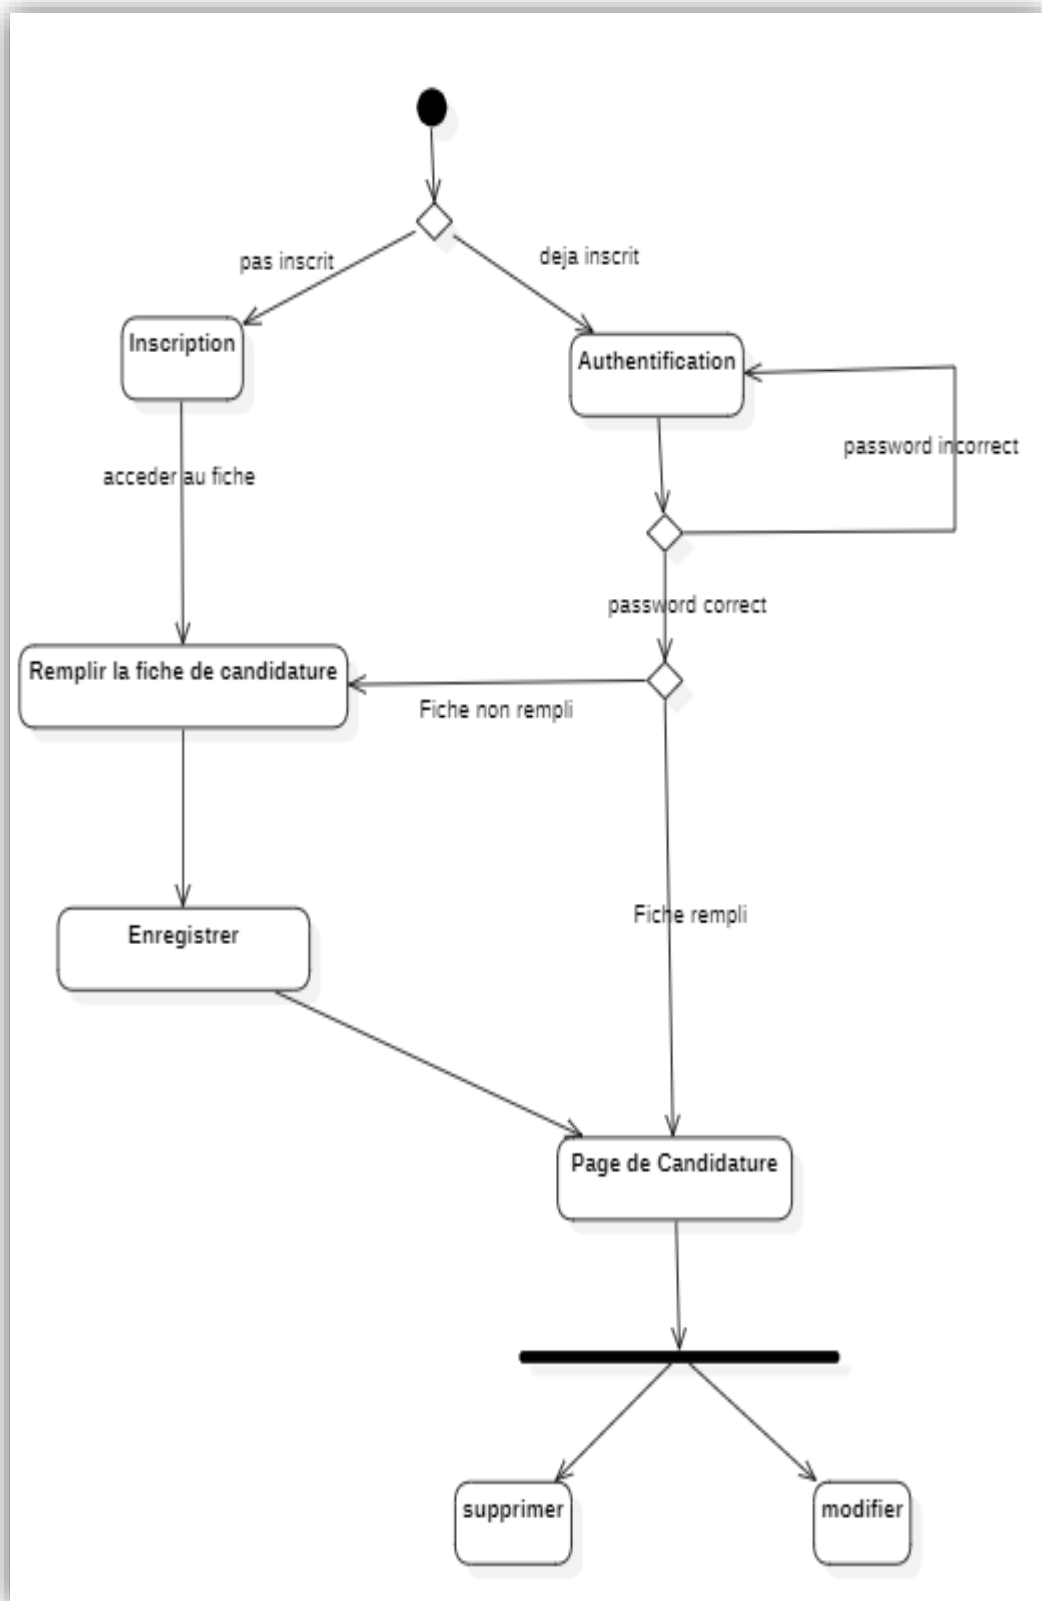 pas inscrit
deja inscrit
Inscription
Authentification
password incorrect
acceder au fiche
password correct
Remplir la fiche de candidature
Fiche non rempli
Enregistrer
Fiche rempli
Page de Candidature
supprimer
modifier